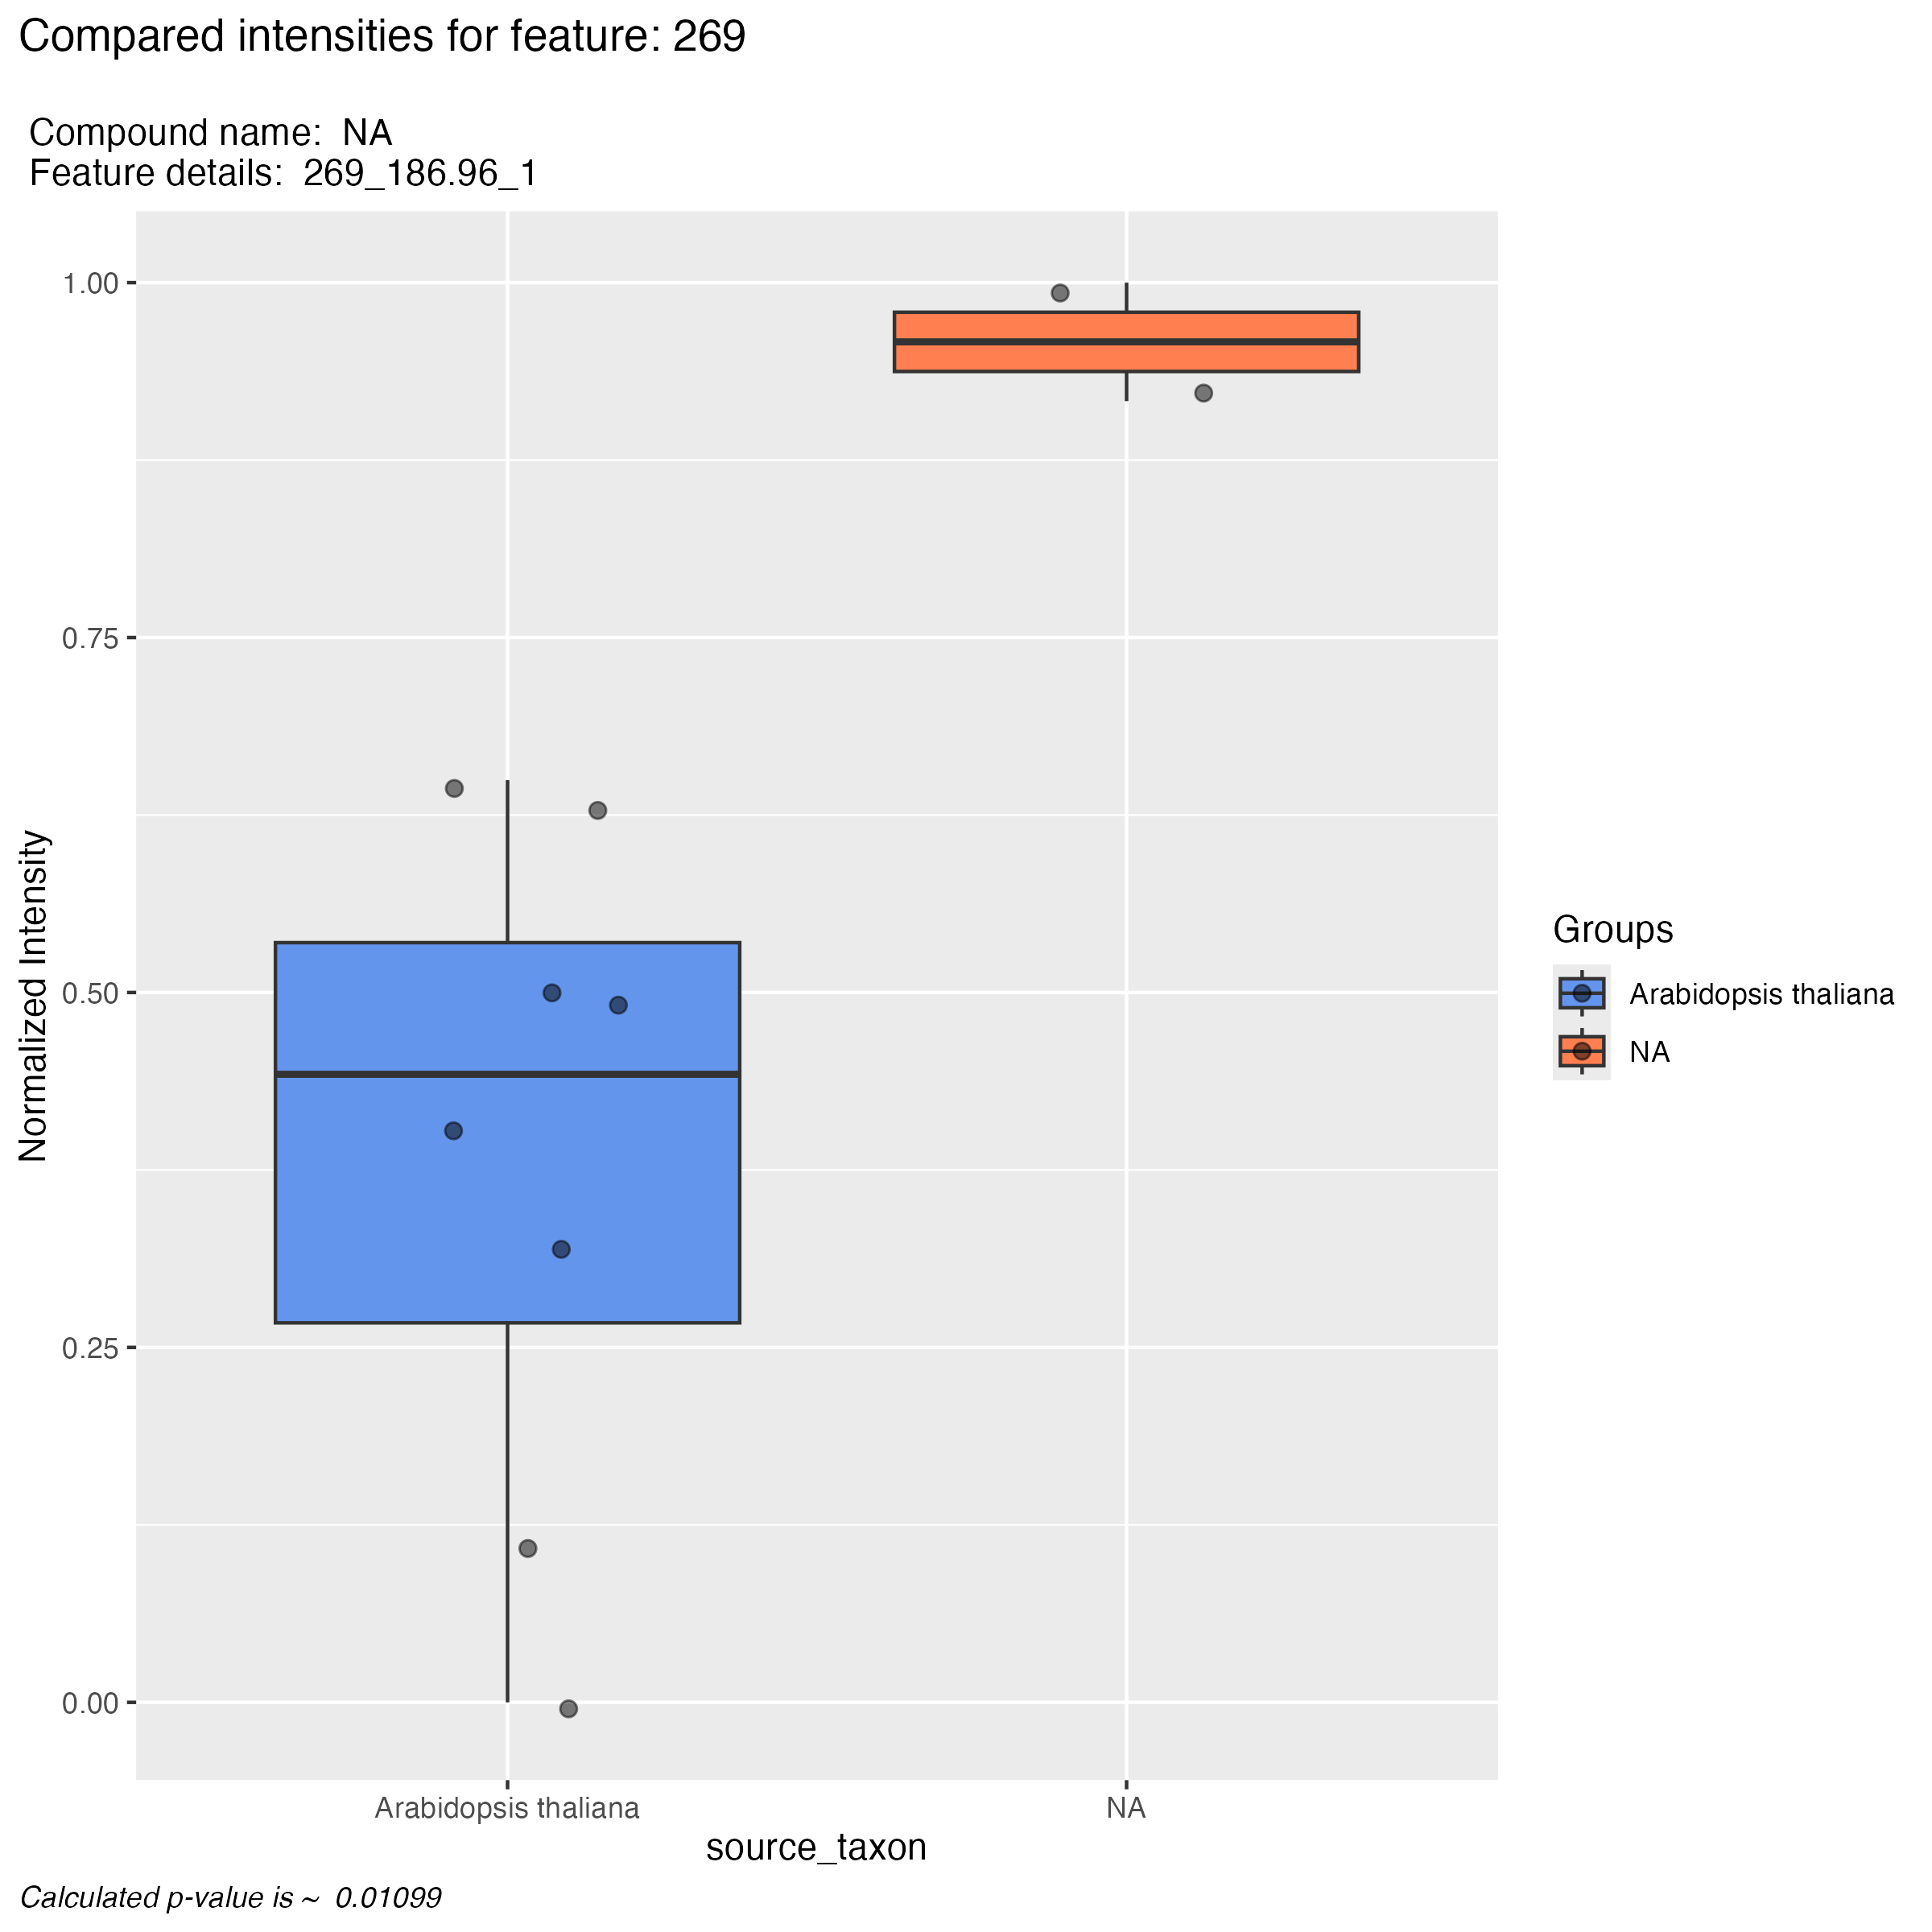 Compared intensities for feature: 269
Compound name:  NA
Feature details:  269_186.96_1
Normalized Intensity
1.00
0.75
0.50
0.25
0.00
Arabidopsis thaliana
NA
source_taxon
Groups
Arabidopsis thaliana
NA
Calculated p-value is ~  0.01099